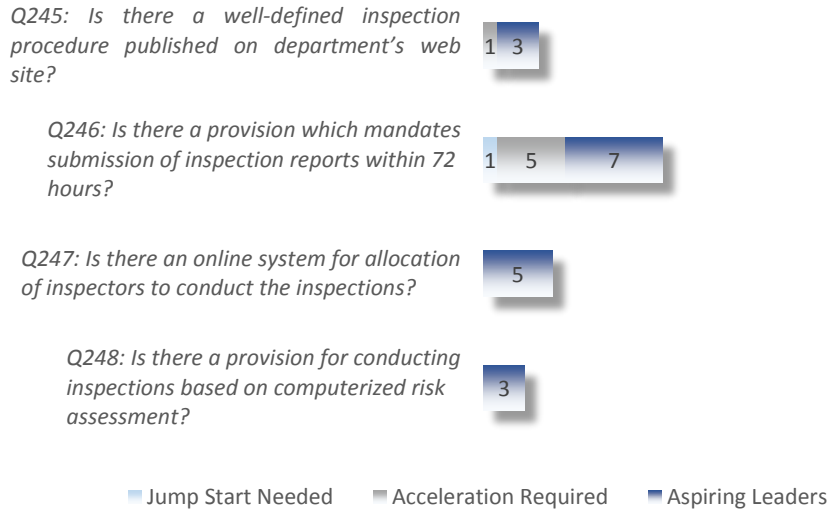 Q245: Is there a well-defined inspection
procedure published on department’s web
site?
1 3
Q246: Is there a provision which mandates
submission of inspection reports within 72
hours?
1 5 7
Q247: Is there an online system for allocation
of inspectors to conduct the inspections?
5
Q248: Is there a provision for conducting
inspections based on computerized risk
assessment?
3
Jump Start Needed Acceleration Required Aspiring Leaders